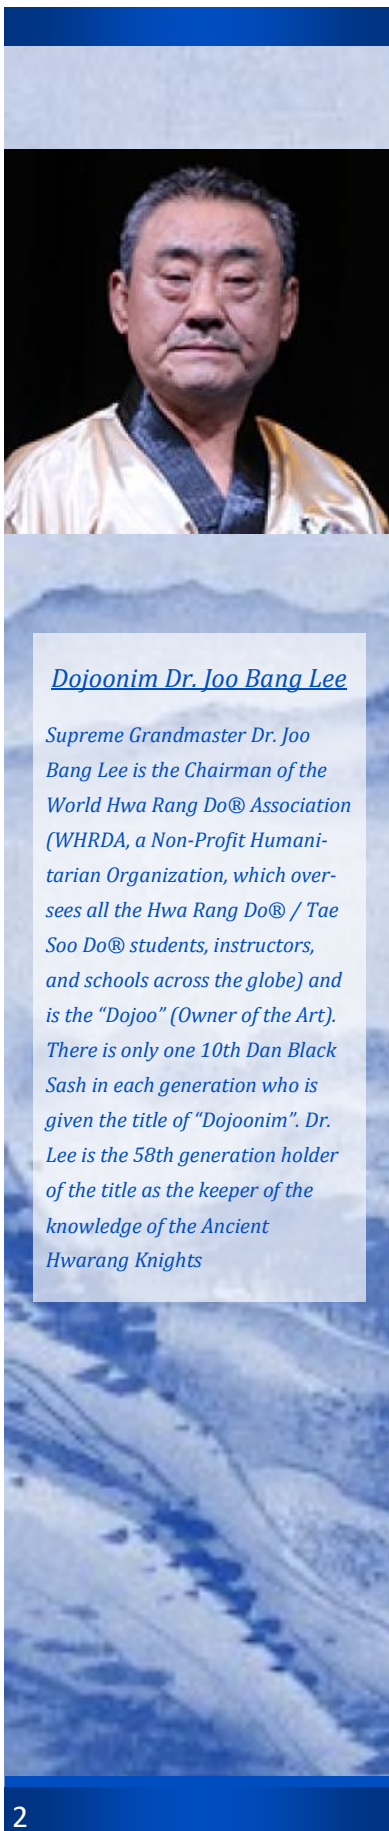 Dojoonim Dr. Joo Bang Lee
Supreme Grandmaster Dr. Joo
Bang Lee is the Chairman of the
World Hwa Rang Do® Association
(WHRDA, a Non-Profit Humani-
tarian Organization, which over-
sees all the Hwa Rang Do® / Tae
Soo Do® students, instructors,
and schools across the globe) and
is the “Dojoo” (Owner of the Art).
There is only one 10th Dan Black
Sash in each generation who is
given the title of “Dojoonim”. Dr.
Lee is the 58th generation holder
of the title as the keeper of the
knowledge of the Ancient
Hwarang Knights
2